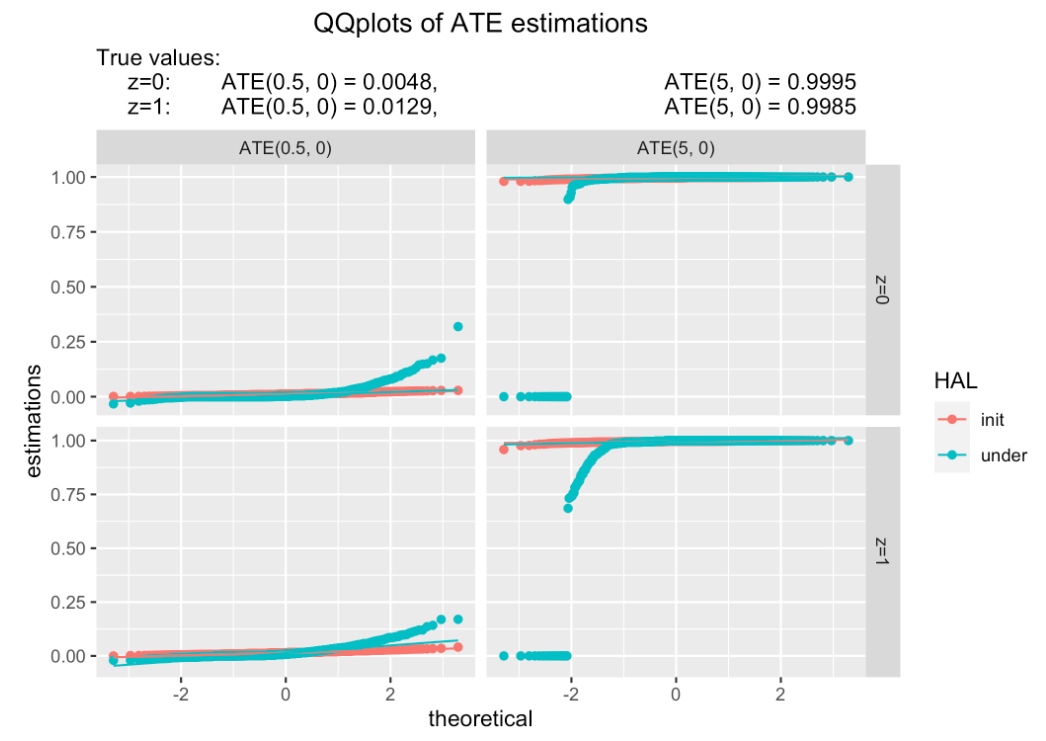 QQplots of ATE estimations
True values:
z=0: ATE(0.5, 0) = 0.0048, ATE(5, 0) = 0.9995
z=1: ATE(0.5, 0) = 0.0129, ATE(5, 0) = 0.9985
ATE(0.5, 0) ATE(5, 0)
1.00
0.75
0.50
0.25
0.00
z=0
1.00
0.75
0.50
0.25
0.00
z=1
-2 0 2 -2 0 2
theoretical
estimations
HAL
init
under